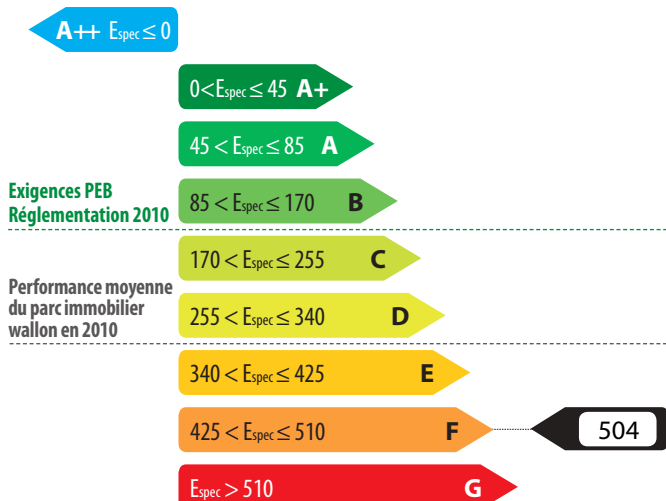 A++ Espec ≤ 0
0<Espec ≤ 45 A+
45 < Espec ≤ 85 A
Exigences PEB
Réglementation 2010
85 < Espec ≤ 170 B
170 < Espec ≤ 255 C
Performance moyenne
du parc immobilier
wallon en 2010
255 < Espec ≤ 340 D
340 < Espec ≤ 425 E
425 < Espec ≤ 510 F
504
Espec > 510 G